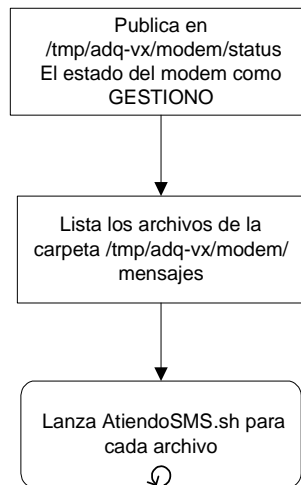 Publica en
/tmp/adq-vx/modem/status
El estado del modem como
GESTIONO
Lista los archivos de la
carpeta /tmp/adq-vx/modem/
mensajes
Lanza AtiendoSMS.sh para
cada archivo